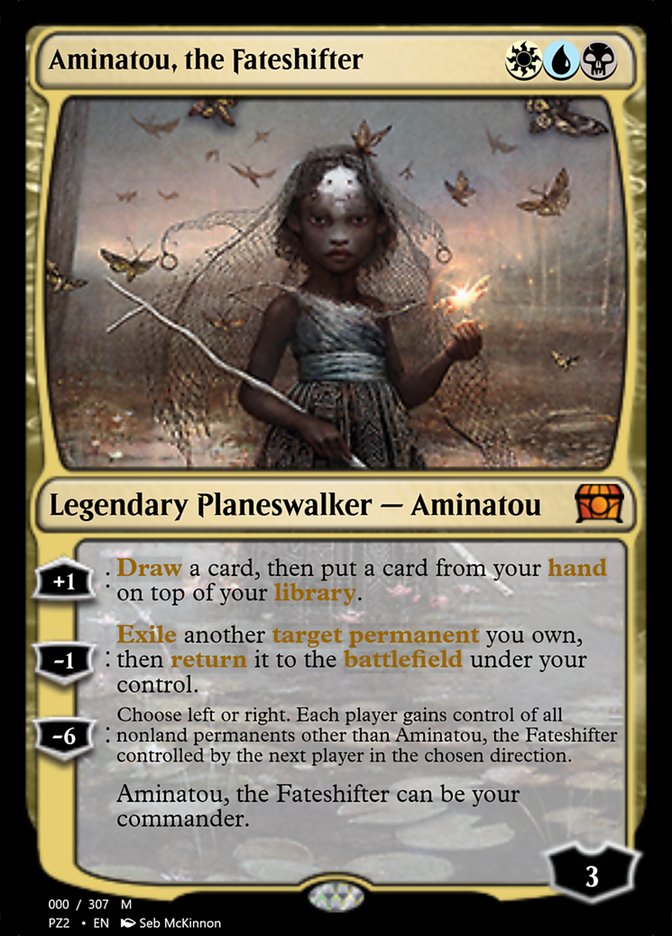 Aminatou, the Fateshifter
Legendary Planeswalker — Aminatou
+1 : Draw a card, then put a card from your hand
on top of your library.
Exile another target permanent you own,
-1 : then return it to the battlefield under your
control.
Choose left or right. Each player gains control of all
-6 : nonland permanents other than Aminatou, the Fateshifter
controlled by the next player in the chosen direction.
Aminatou, the Fateshifter can be your
commander.
3
000 / 307 M
PZ2 • EN Seb McKinnon